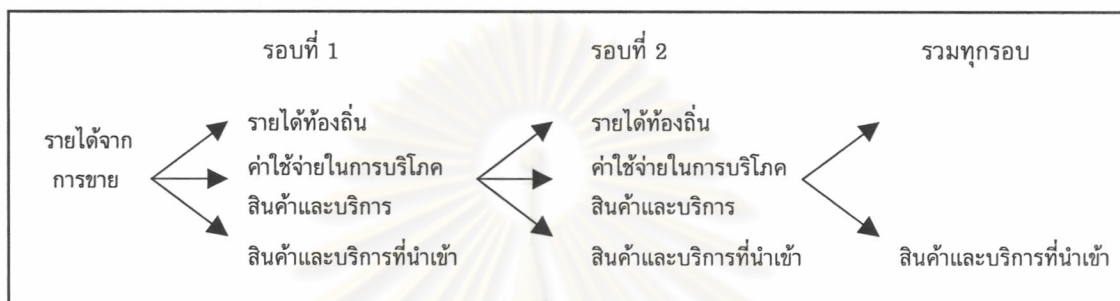 รอบที่ 1
รอบที่ 2
รวมทุกรอบ
รายได้จาก
การขาย
รายได้ท้องถิ่น
ค่าใช้จ่ายในการบริโภค
สินค้าและบริการ
สินค้าและบริการที่นำเข้า
รายได้ท้องถิ่น
ค่าใช้จ่ายในการบริโภค
สินค้าและบริการ
สินค้าและบริการที่นำเข้า
สินค้าและบริการที่นำเข้า